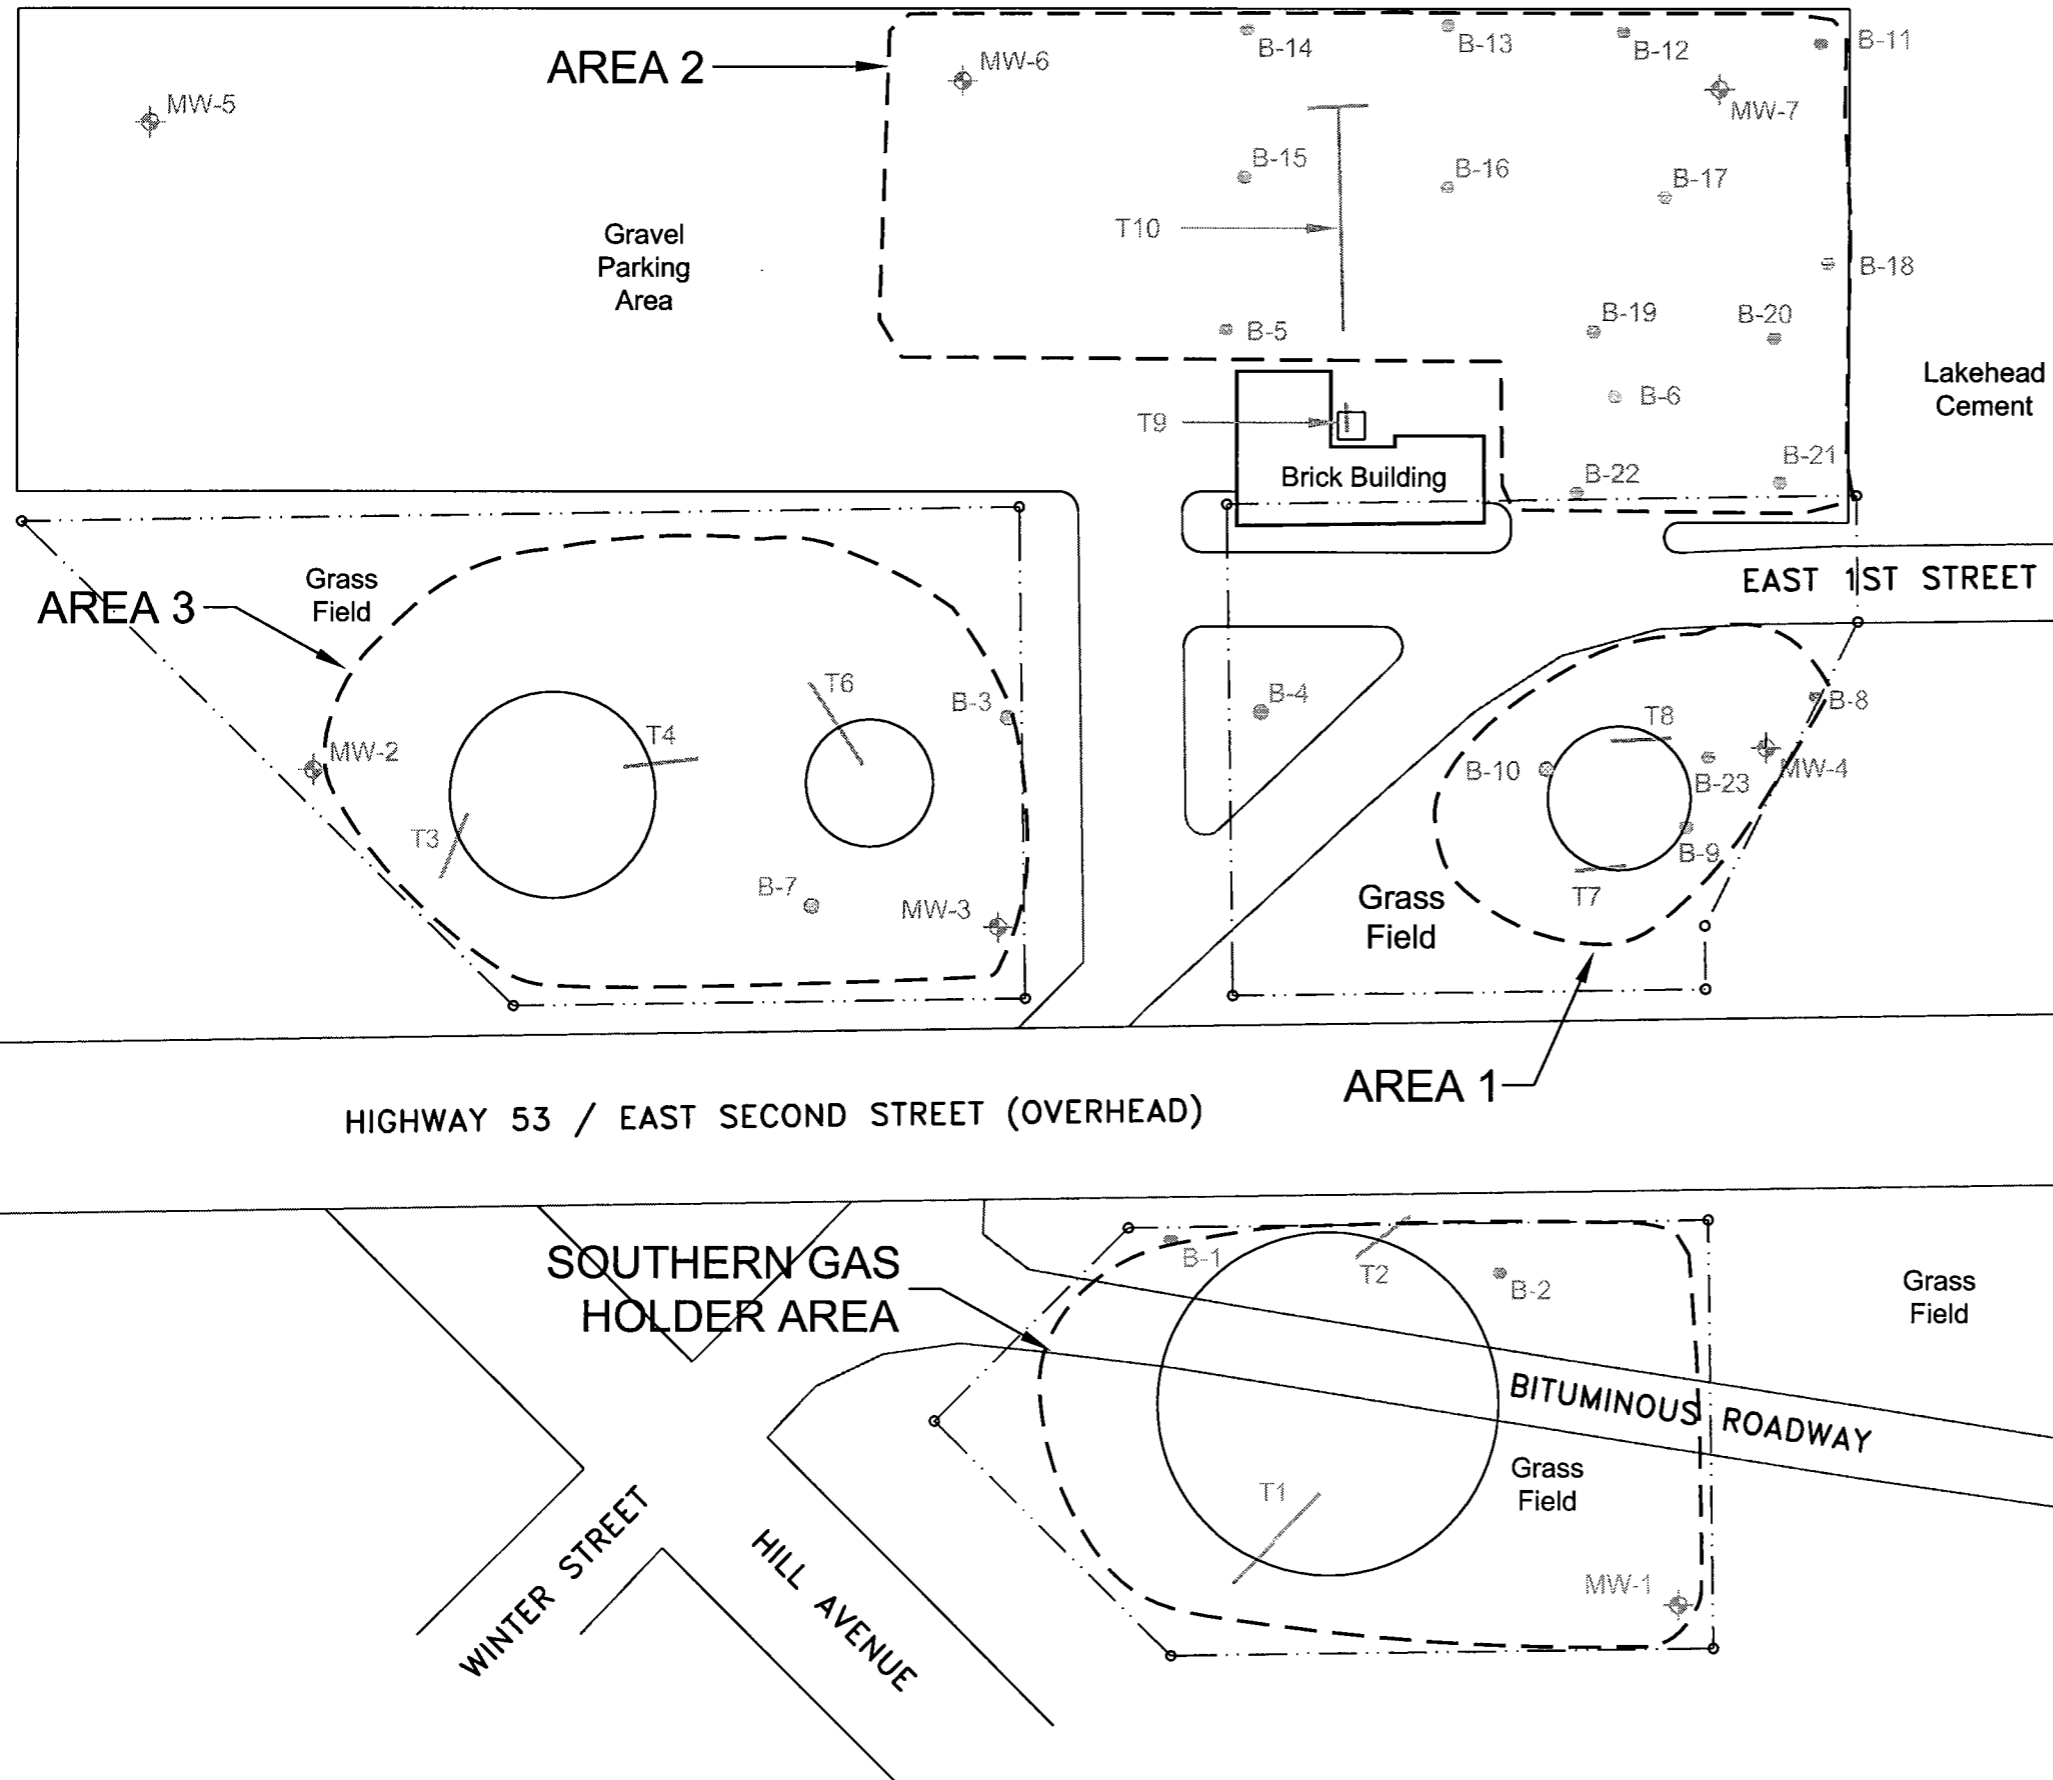 AREA 2
MW-5
MW-6
B-14
B-13
B-12
B-11
MW-7
B-15
B-16
B-17
Gravel
Parking
Area
T10
B-18
B-5
B-19
B-20
Lakehead
Cement
B-6
T9
Brick Building
B-22
B-21
EAST 1ST STREET
AREA 3
Grass
Field
T6
B-3
B-4
B-8
MW-2
T4
T8
B-10
B-23
MW-4
T3
B-9
B-7
MW-3
T7
Grass
Field
AREA 1
HIGHWAY 53 / EAST SECOND STREET (OVERHEAD)
SOUTHERN GAS
HOLDER AREA
B-1
T2
B-2
Grass
Field
BITUMINOUS ROADWAY
Grass
Field
T1
MW-1
WINTER STREET
HILL AVENUE